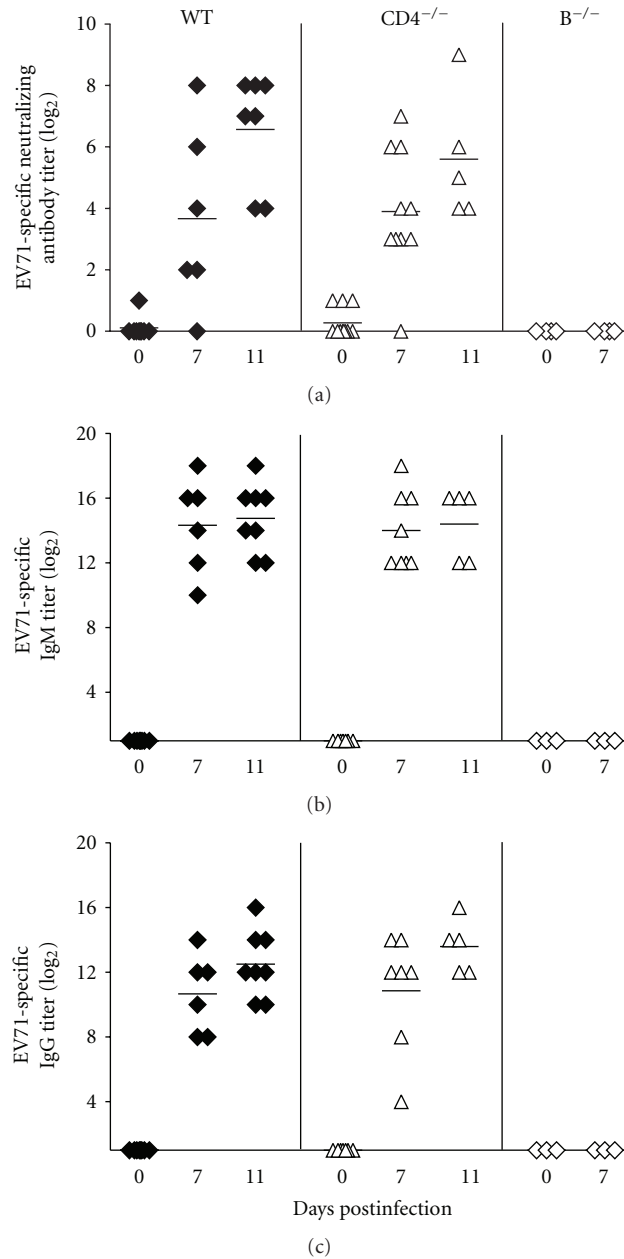 WT CD4−/− B−/−
10
8
6
4
2
0
EV71-specific neutralizing
antibody titer (log2)
0 7 11 0 7 11 0 7
(a)
20
16
12
8
4
EV71-specific
IgM titer (log2)
0 7 11 0 7 11 0 7
(b)
20
16
12
8
4
EV71-specific
IgG titer (log2)
0 7 11 0 7 11 0 7
Days postinfection
(c)